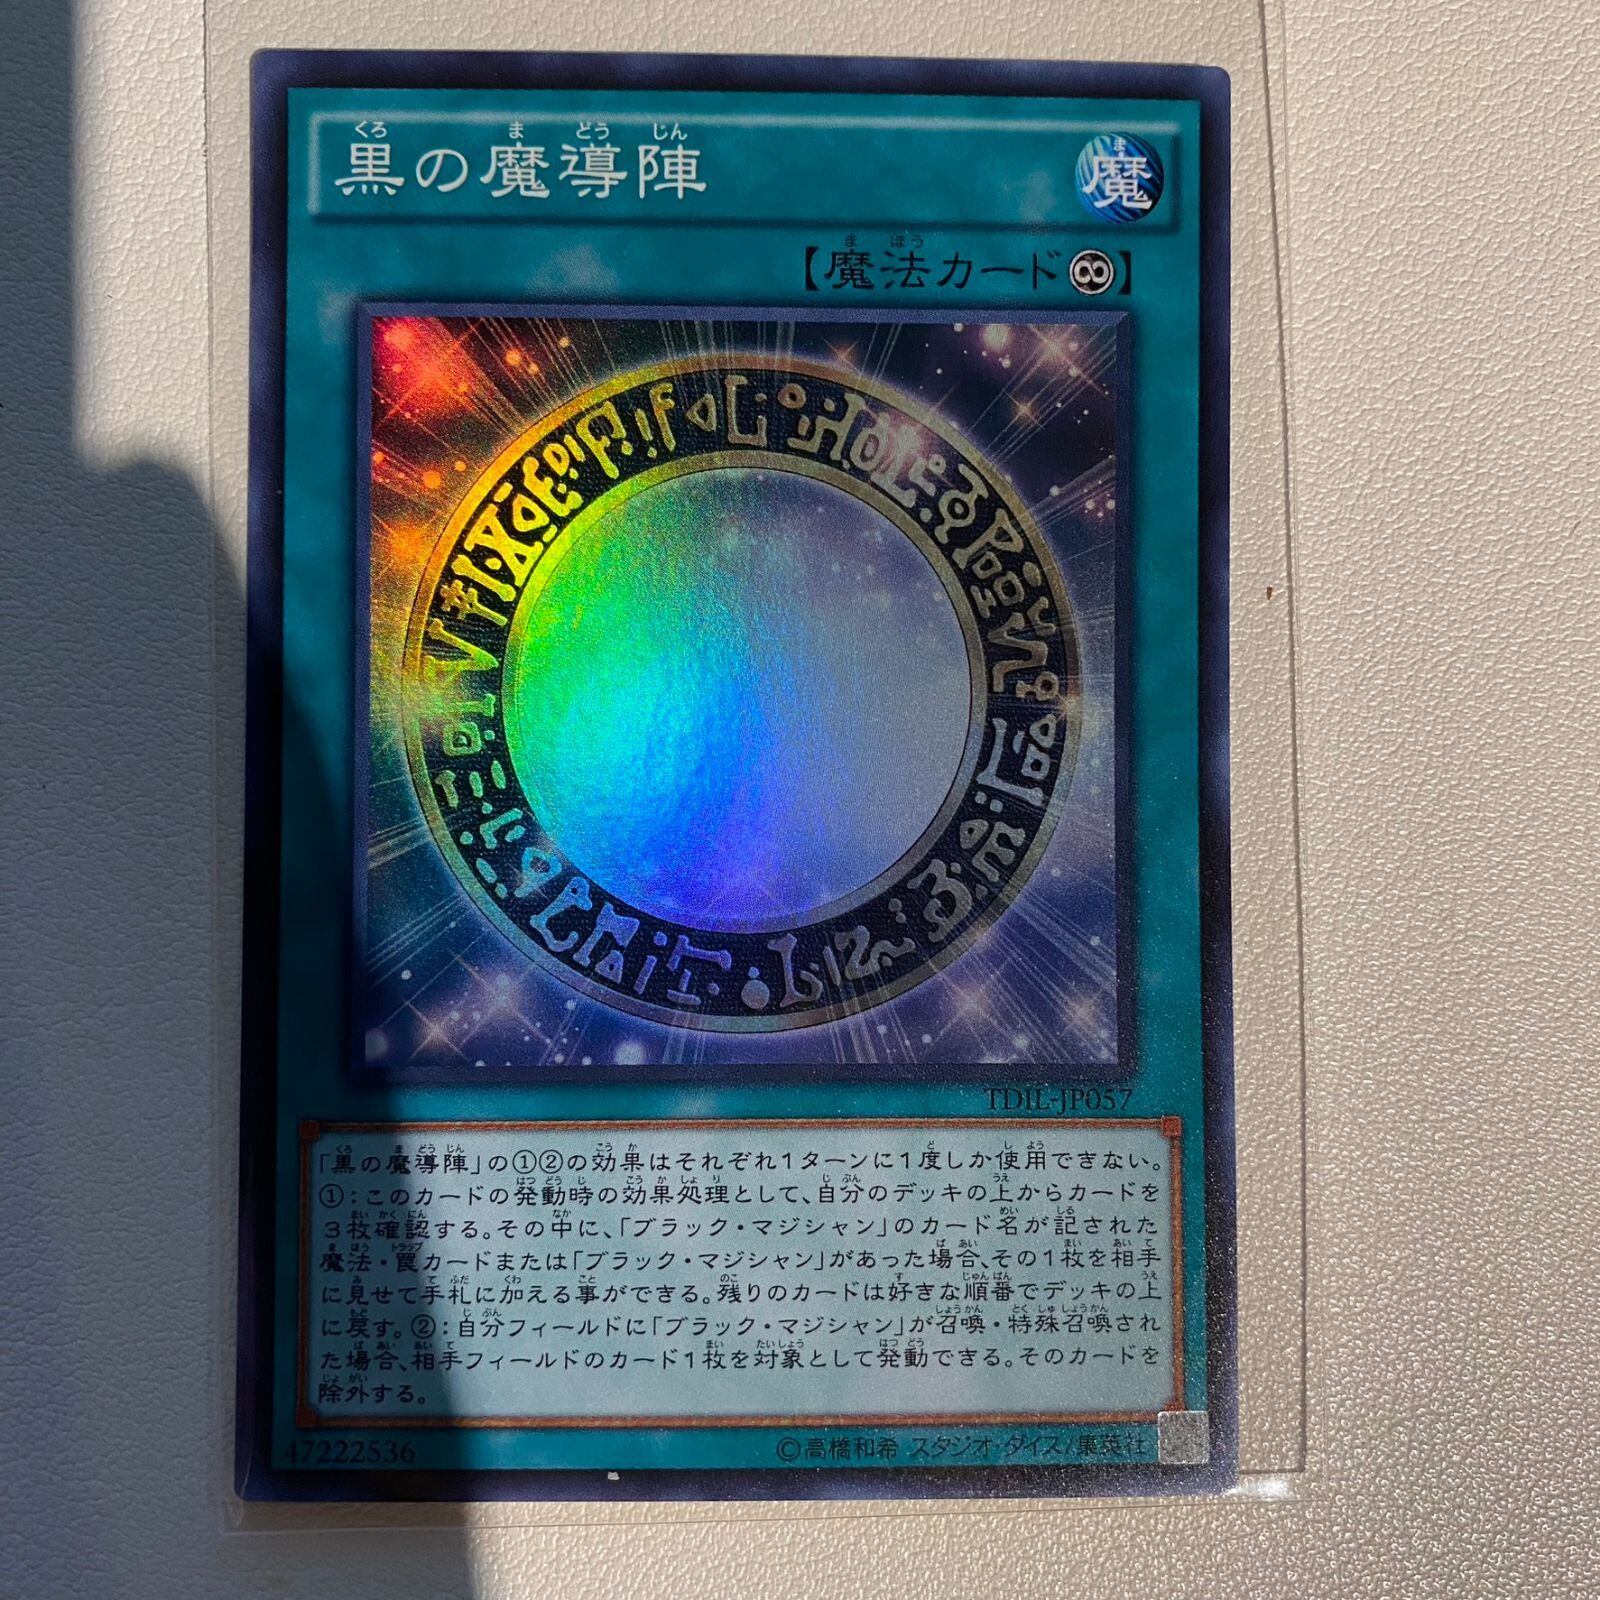 黒の魔導陣
魔
【魔法カード】
TDIL-JP057
「黒の魔導陣」の①②の効果はそれぞれ1ターンに1度しか使用できない。
①：このカードの発動時の効果処理として、自分のデッキの上からカードを
3枚確認する。その中に、「ブラック・マジシャン」のカード名が記された
魔法・罠カードまたは「ブラック・マジシャン」があった場合、その1枚を相手
に見せて手札に加える事ができる。残りのカードは好きな順番でデッキの上
に戻す。②：自分フィールドに「ブラック・マジシャン」が召喚・特殊召喚され
た場合、相手フィールドのカード1枚を対象として発動できる。そのカードを
除外する。
47222536
©高橋和希 スタジオ・ダイス/集英社